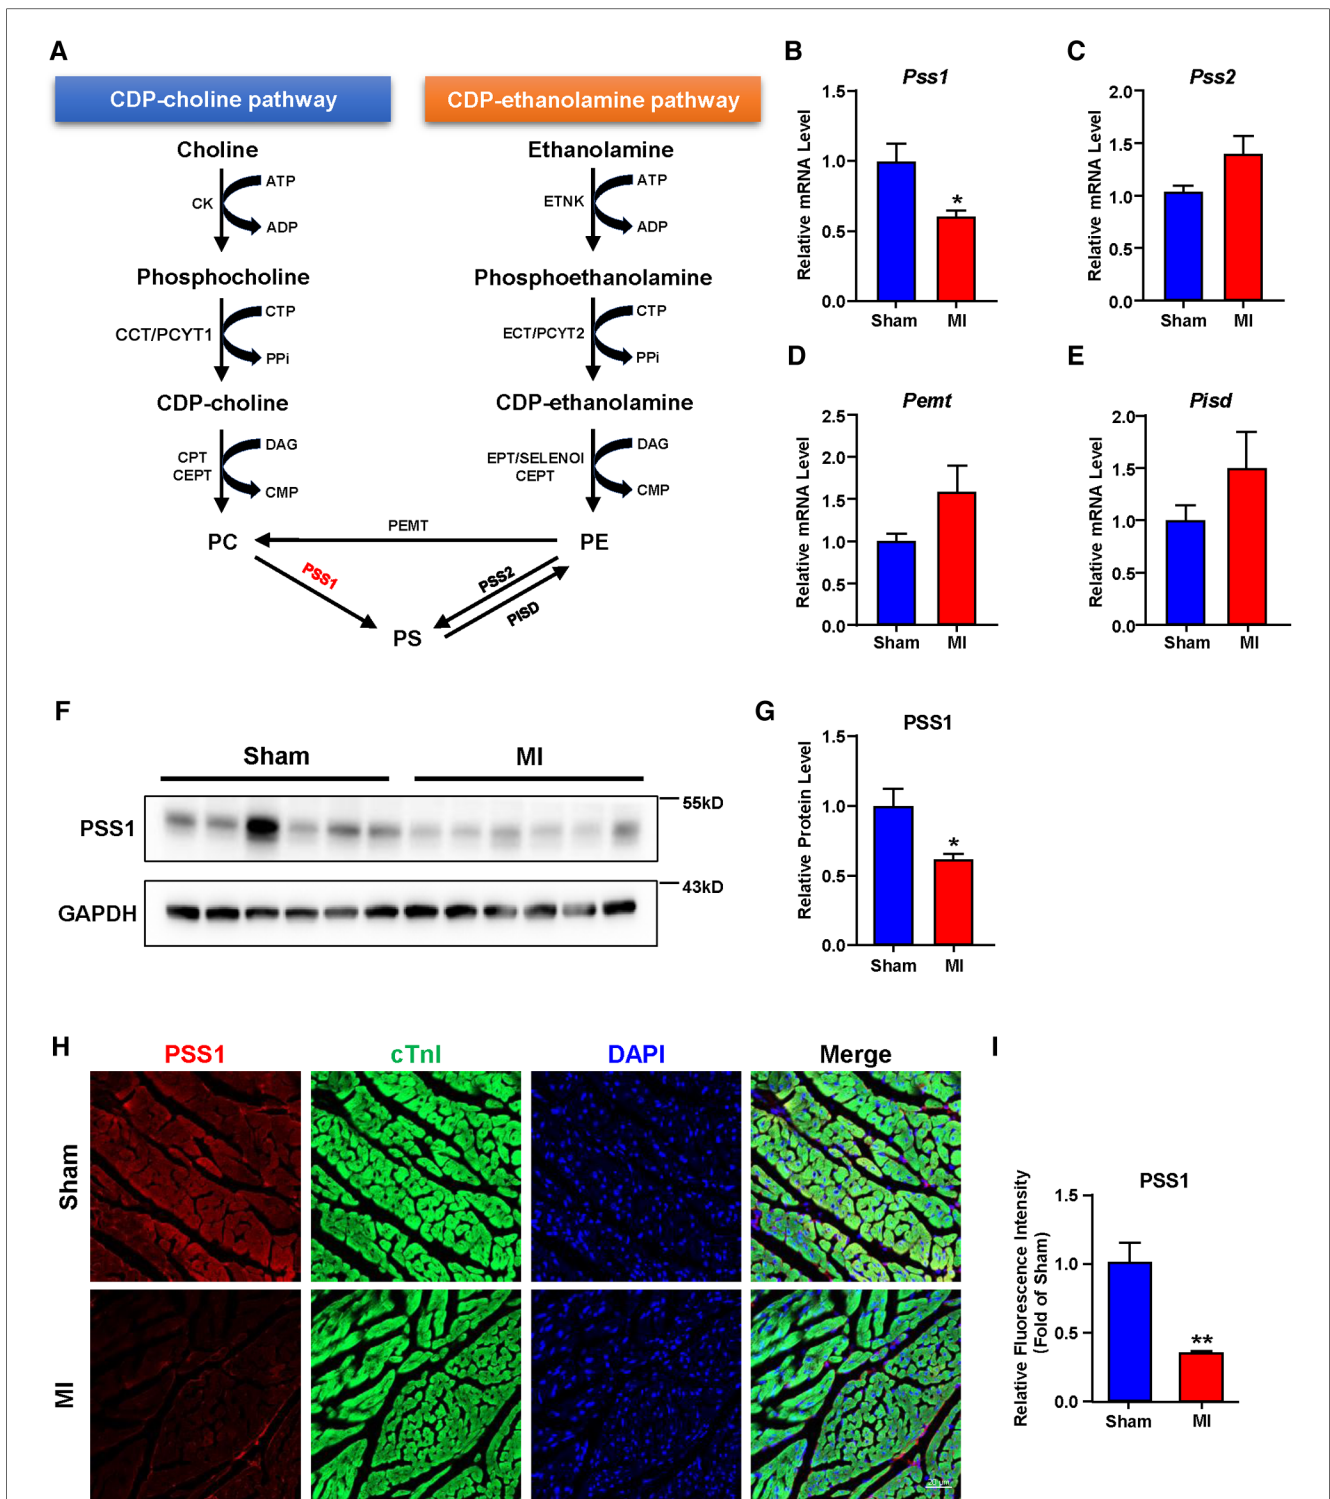 A
CDP-choline pathway
CDP-ethanolamine pathway
Choline
Ethanolamine
CK
ATP
ADP
ETNK
ATP
ADP
Phosphocholine
Phosphoethanolamine
CCT/PCYT1
CTP
PPi
ECT/PCYT2
CTP
PPi
CDP-choline
CDP-ethanolamine
CPT
CEPT
DAG
CMP
EPT/SELENOI
CEPT
DAG
CMP
PC
PEMT
PE
PSS1
PSS2
PISD
PS
B
Pss1
Relative mRNA Level
1.5
1.0
0.5
0.0
*
Sham
MI
C
Pss2
Relative mRNA Level
2.0
1.5
1.0
0.5
0.0
Sham
MI
D
Pemt
Relative mRNA Level
2.5
2.0
1.5
1.0
0.5
0.0
Sham
MI
E
Pisd
Relative mRNA Level
2.0
1.5
1.0
0.5
0.0
Sham
MI
F
Sham
MI
PSS1
55kD
GAPDH
43kD
G
PSS1
Relative Protein Level
1.5
1.0
0.5
0.0
*
Sham
MI
H
PSS1
cTnI
DAPI
Merge
Sham
MI
20 μm
I
PSS1
Relative Fluorescence Intensity
(Fold of Sham)
1.5
1.0
0.5
0.0
**
Sham
MI